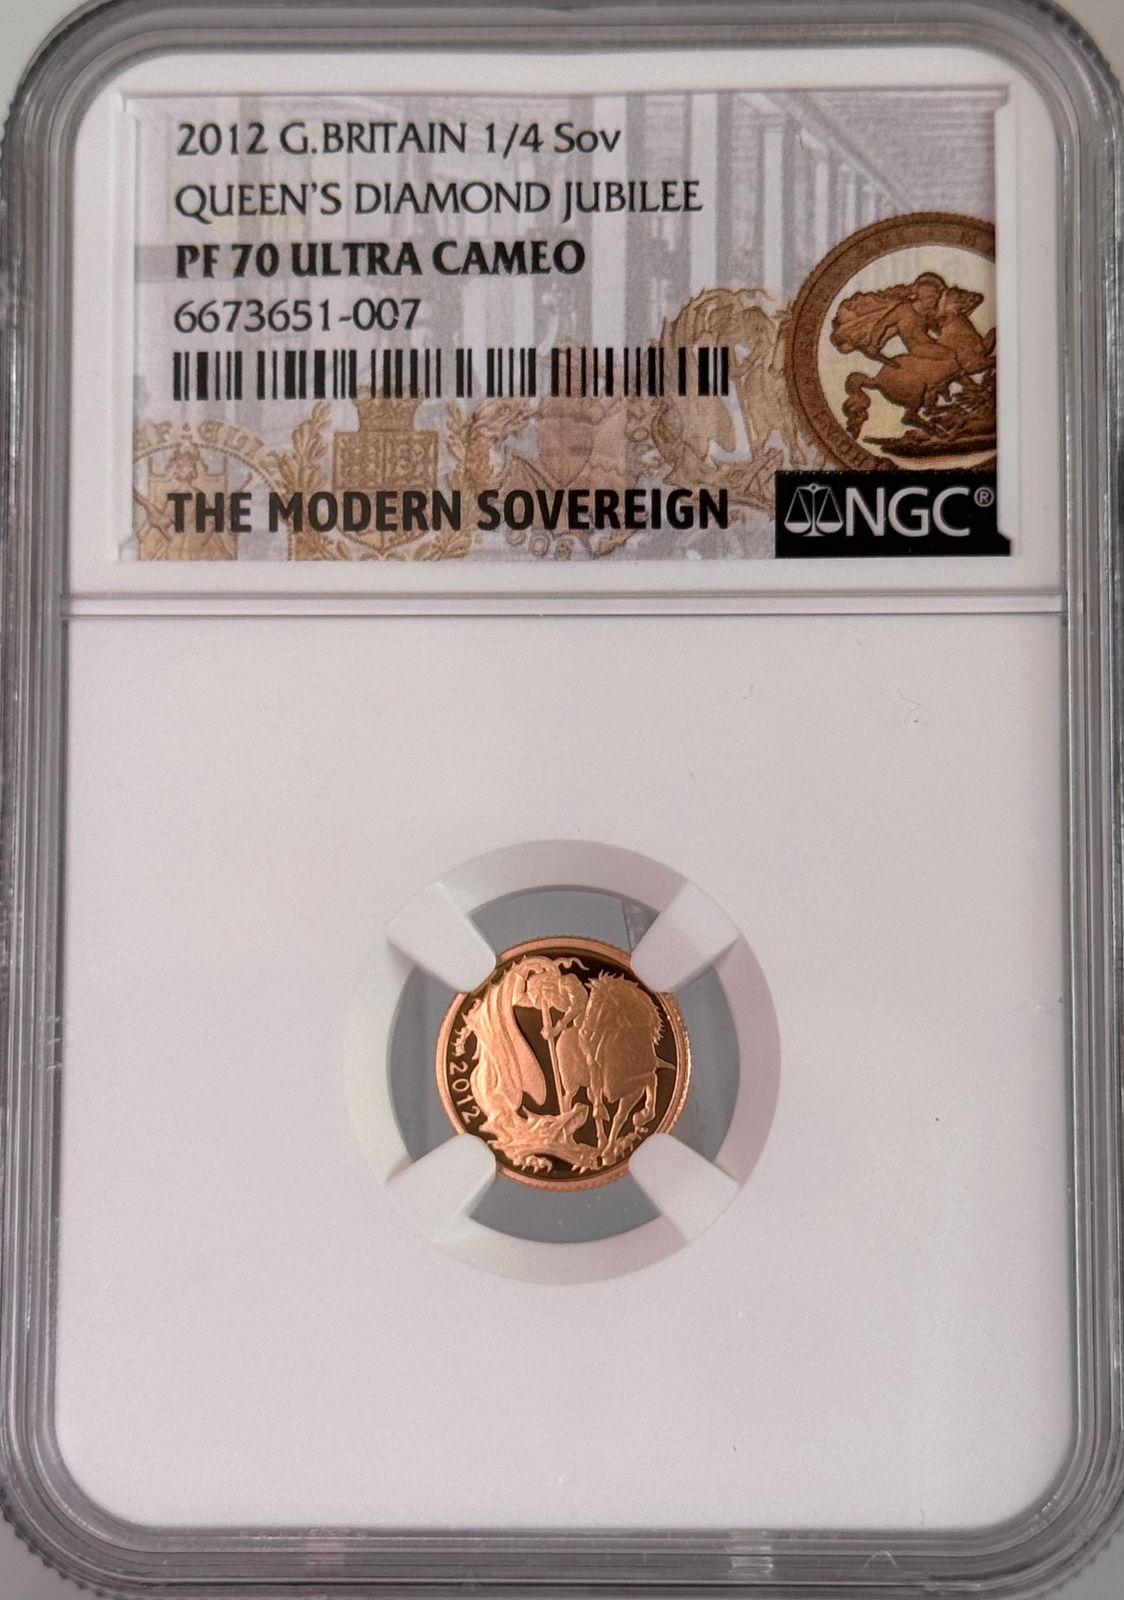 2012 G.BRITAIN 1/4 Sov
QUEEN'S DIAMOND JUBILEE
PF 70 ULTRA CAMEO
6673651-007
THE MODERN SOVEREIGN
NGC®
2012